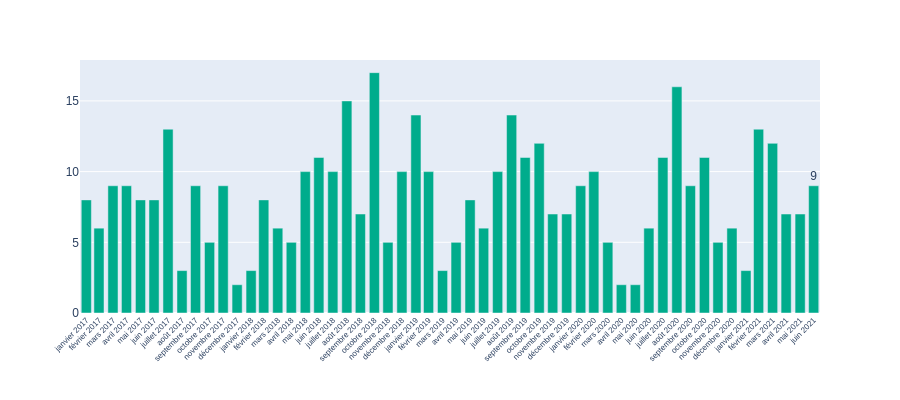 15
10
5
0
9
janvier 2017
février 2017
mars 2017
avril 2017
mai 2017
juin 2017
juillet 2017
août 2017
septembre 2017
octobre 2017
novembre 2017
décembre 2017
janvier 2018
février 2018
mars 2018
avril 2018
mai 2018
juin 2018
juillet 2018
août 2018
septembre 2018
octobre 2018
novembre 2018
décembre 2018
janvier 2019
février 2019
mars 2019
avril 2019
mai 2019
juin 2019
juillet 2019
août 2019
septembre 2019
octobre 2019
novembre 2019
décembre 2019
janvier 2020
février 2020
mars 2020
avril 2020
mai 2020
juin 2020
juillet 2020
août 2020
septembre 2020
octobre 2020
novembre 2020
décembre 2020
janvier 2021
février 2021
mars 2021
avril 2021
mai 2021
juin 2021